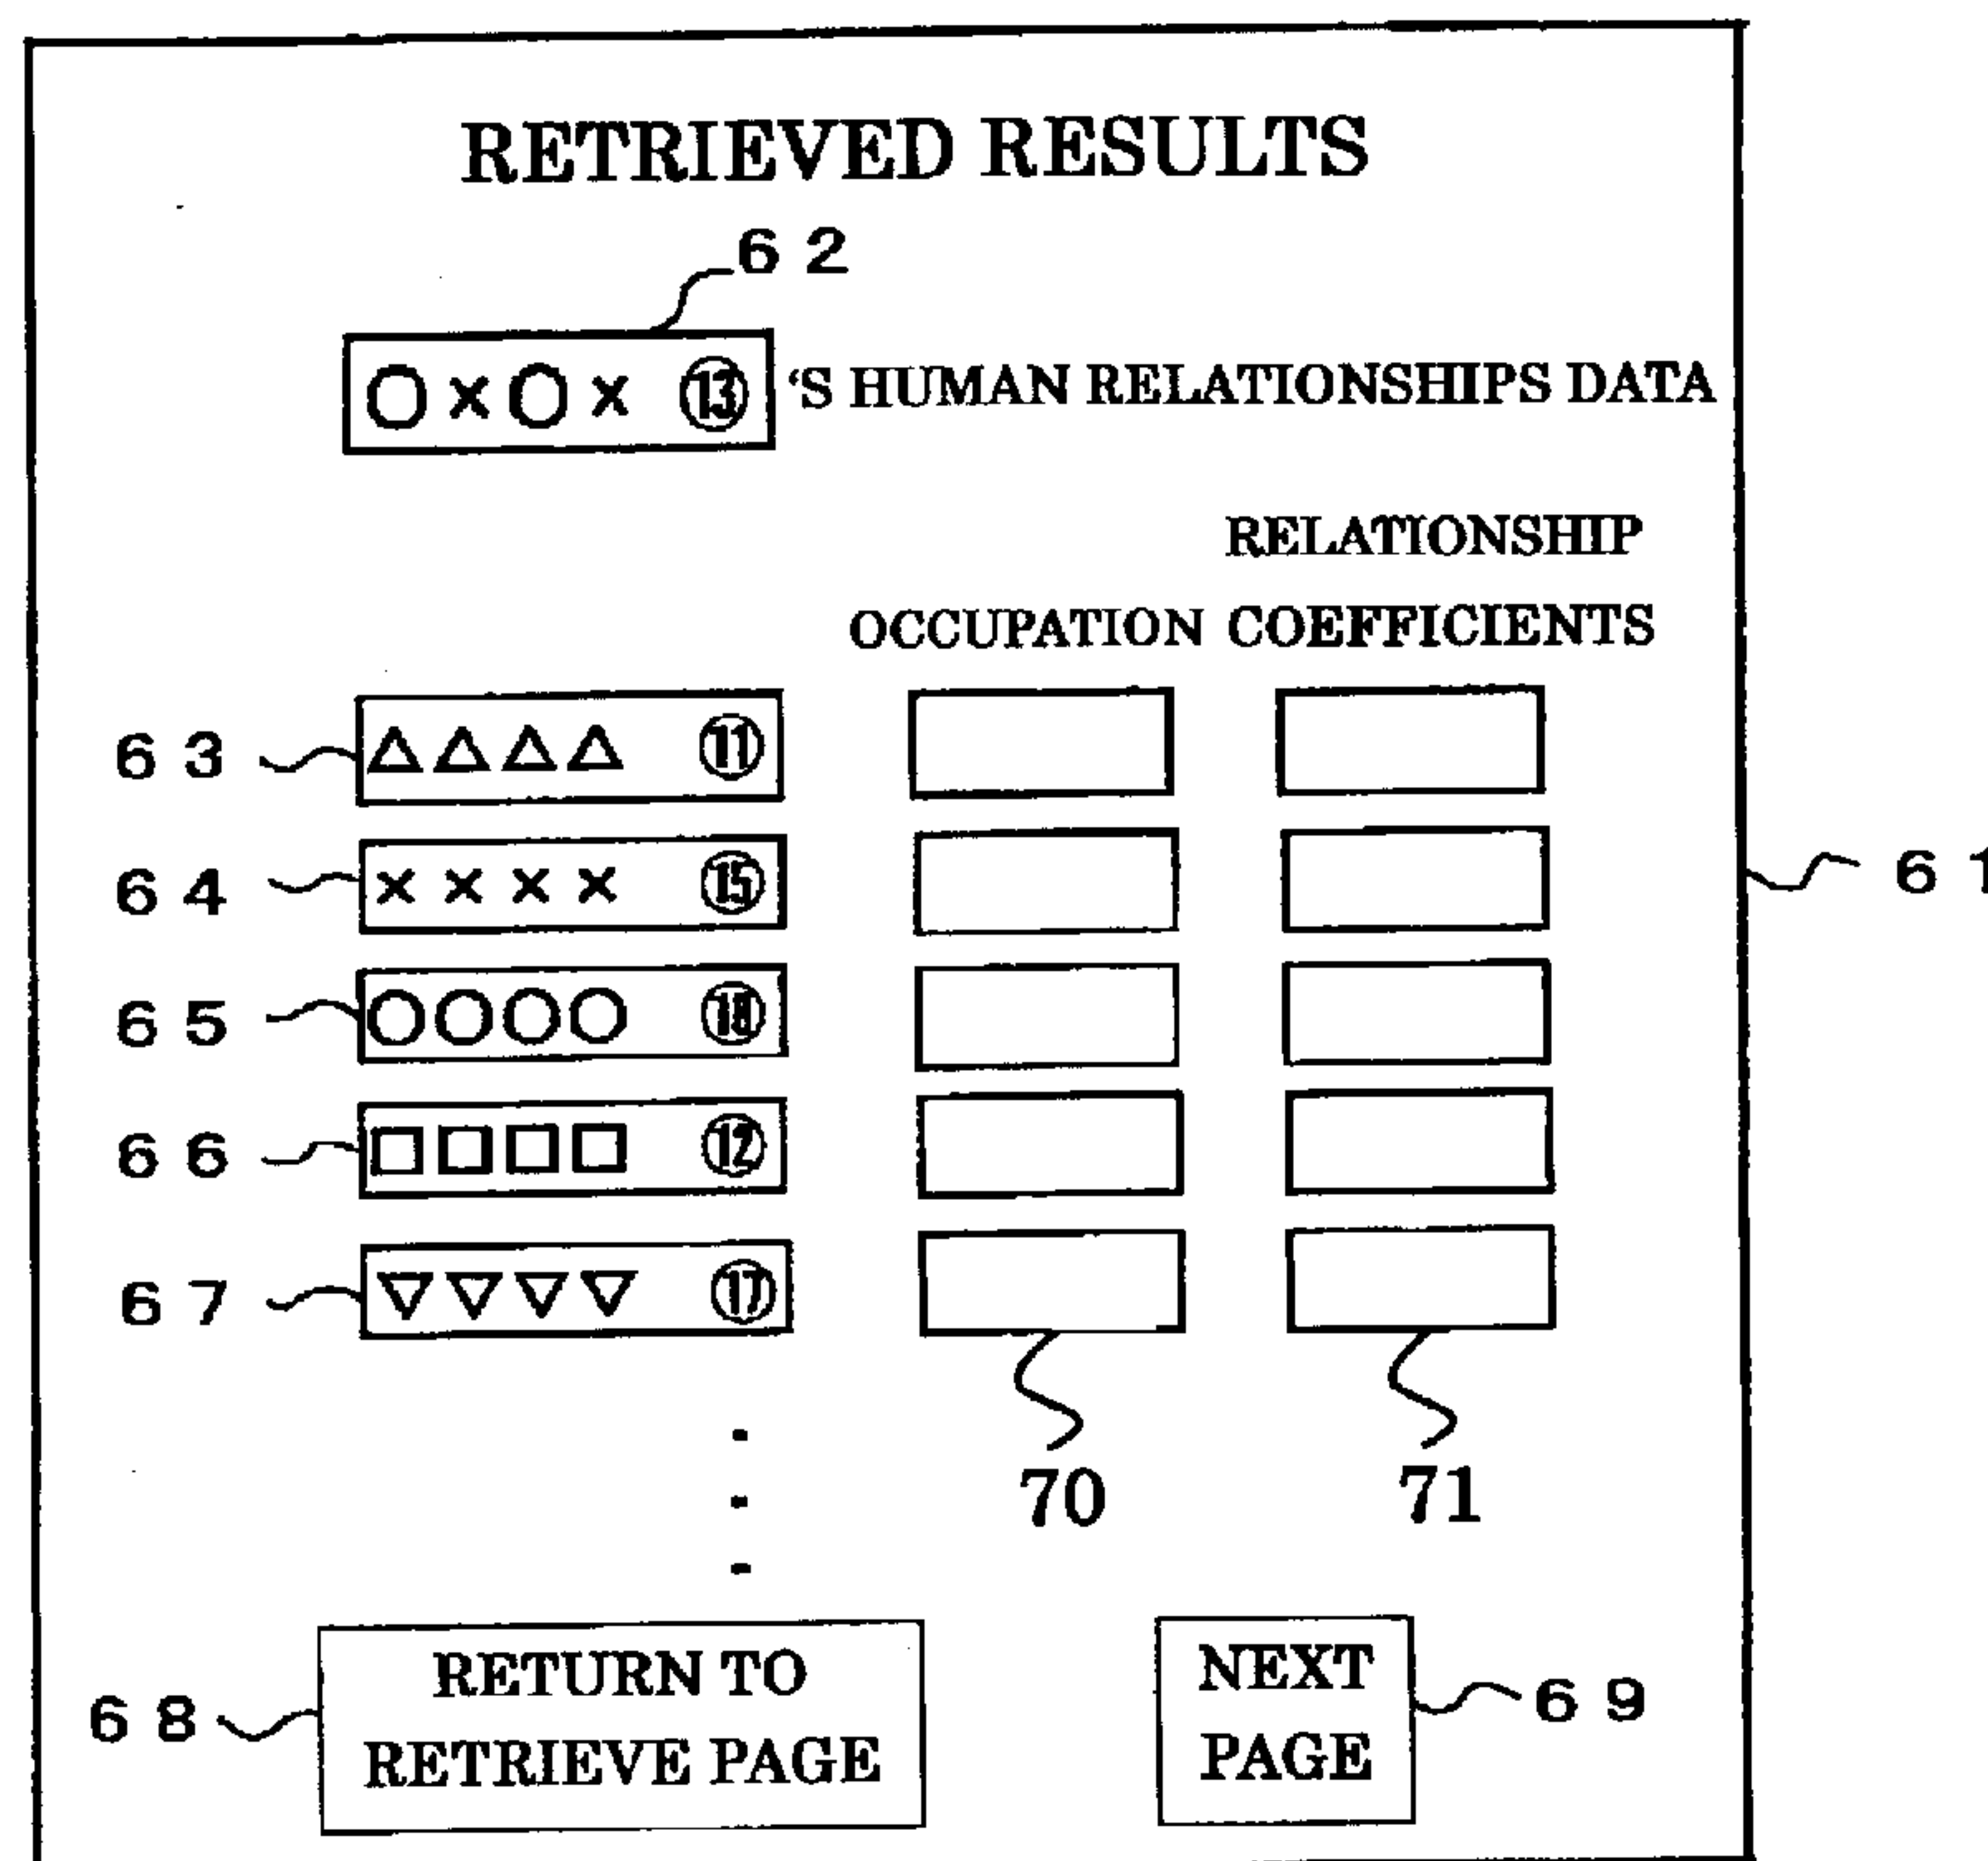 RETRIEVED RESULTS
62
○×○× ⑬ ‘S HUMAN RELATIONSHIPS DATA
RELATIONSHIP
OCCUPATION COEFFICIENTS
63 △△△△ ⑪
64 ×××× ⑮
61
65 ○○○○
66 □□□□ ⑫
67 ▽▽▽▽ ⑰
70 71
68 RETURN TO
RETRIEVE PAGE
NEXT
PAGE
69